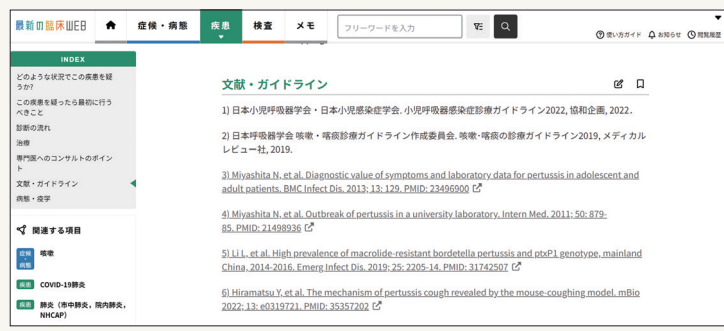 最新の臨床WEB
症候・病態
疾患
検査
メモ
フリーワードを入力
使い方ガイド
お知らせ
閲覧履歴
INDEX
どのような状況でこの疾患を疑
うか?
この疾患を疑ったら最初に行う
べきこと
診断の流れ
治療
専門医へのコンサルトのポイン
ト
文献・ガイドライン
病態・疫学
関連する項目
症候・病態 咳嗽
疾患 COVID-19肺炎
疾患 肺炎（市中肺炎，院内肺炎，
NHCAP）
文献・ガイドライン
1) 日本小児呼吸器学会・日本小児感染症学会. 小児呼吸器感染症診療ガイドライン2022, 協和企画, 2022.
2) 日本呼吸器学会 咳嗽・喀痰診療ガイドライン作成委員会. 咳嗽・喀痰の診療ガイドライン2019, メディカル
レビュー社, 2019.
3) Miyashita N, et al. Diagnostic value of symptoms and laboratory data for pertussis in adolescent and
adult patients. BMC Infect Dis. 2013; 13: 129. PMID: 23496900
4) Miyashita N, et al. Outbreak of pertussis in a university laboratory. Intern Med. 2011; 50: 879-
85. PMID: 21498936
5) Li L, et al. High prevalence of macrolide-resistant bordetella pertussis and ptxP1 genotype, mainland
China, 2014-2016. Emerg Infect Dis. 2019; 25: 2205-14. PMID: 31742507
6) Hiramatsu Y, et al. The mechanism of pertussis cough revealed by the mouse-coughing model. mBio
2022; 13: e0319721. PMID: 35357202